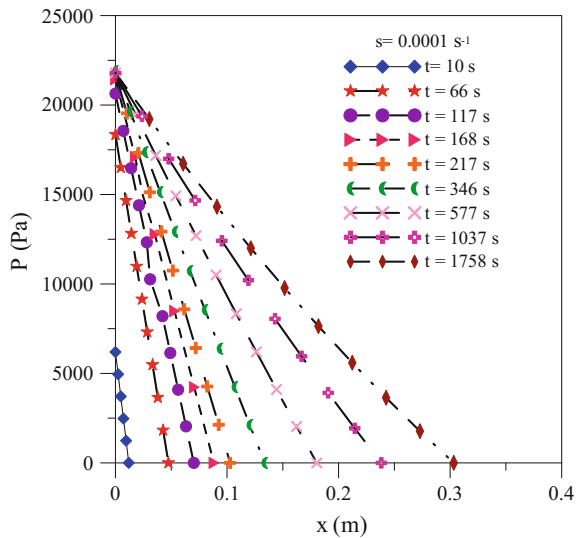 s= 0.0001 s-1
t= 10 s
t = 66 s
t = 117 s
t = 168 s
t = 217 s
t = 346 s
t = 577 s
t = 1037 s
t = 1758 s
25000
20000
15000
10000
5000
0
P (Pa)
0 0.1 0.2 0.3 0.4
x (m)